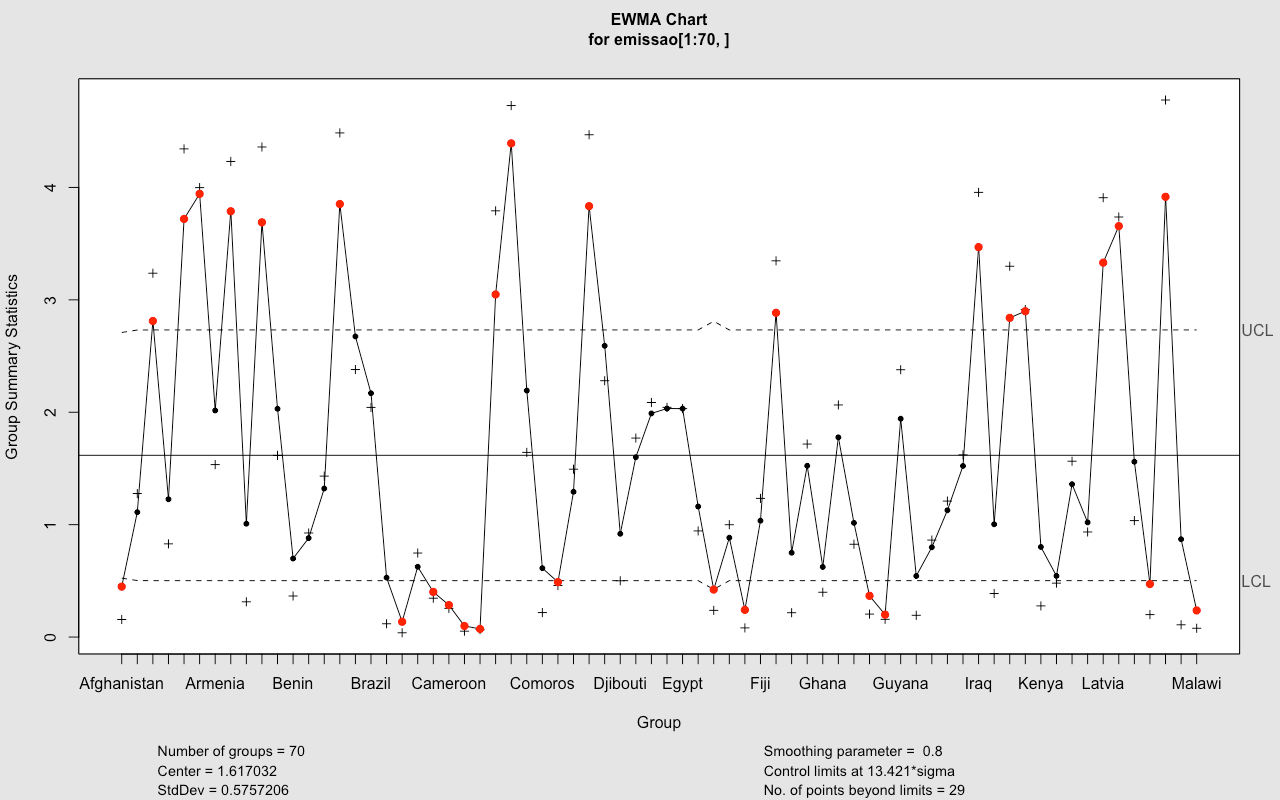 EWMA Chart
for emissao[1:70, ]
Group Summary Statistics
4
3
2
1
0
UCL
LCL
Afghanistan Armenia Benin Brazil Cameroon Comoros Djibouti Egypt Fiji Ghana Guyana Iraq Kenya Latvia Malawi
Group
Number of groups = 70
Center = 1.617032
StdDev = 0.5757206
Smoothing parameter = 0.8
Control limits at 13.421*sigma
No. of points beyond limits = 29